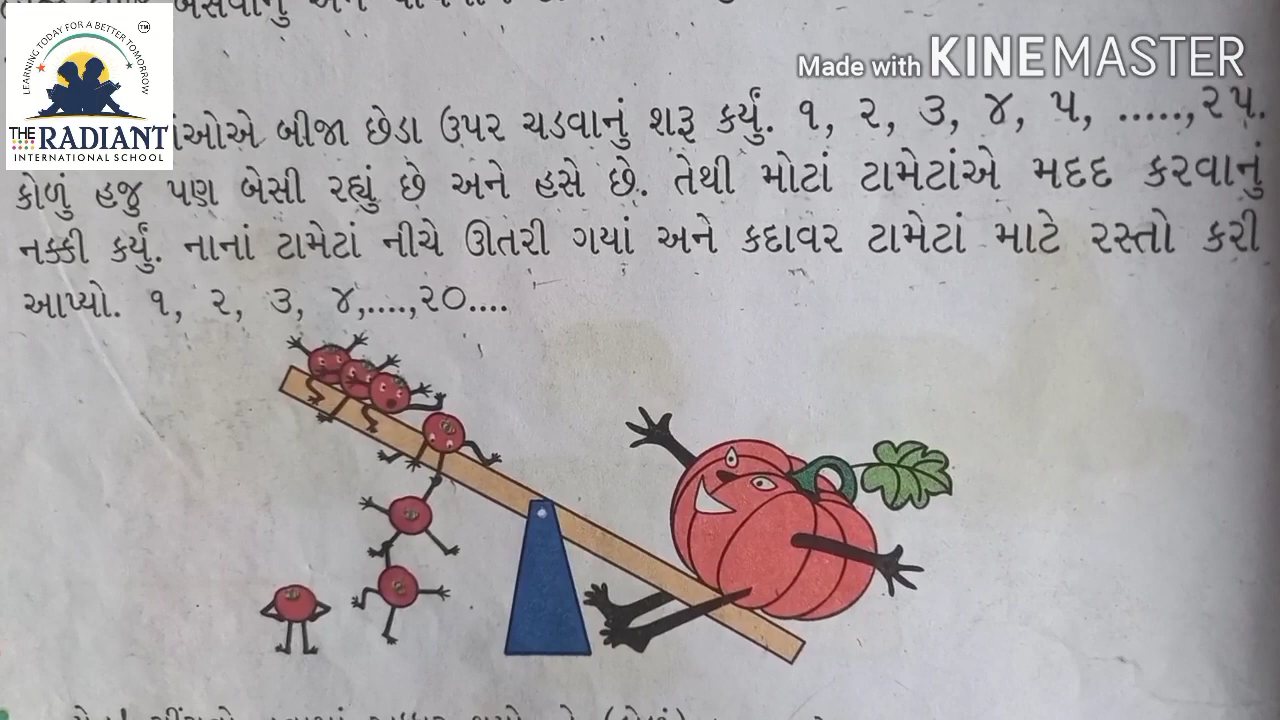 LEARNING TODAY FOR A BETTER TOMORROW
TM
THE RADIANT
INTERNATIONAL SCHOOL
Made with KINEMASTER
બીજા છેડા ઉપર ચડવાનું શરૂ કર્યું. ૧, ૨, ૩, ૪, ૫, .....,૨૫.
કોળું હજુ પણ બેસી રહ્યું છે અને હસે છે. તેથી મોટાં ટામેટાંએ મદદ કરવાનું
નક્કી કર્યું. નાનાં ટામેટાં નીચે ઊતરી ગયાં અને કદાવર ટામેટાં માટે રસ્તો કરી
આપ્યો. ૧, ૨, ૩, ૪,....,૨૦....